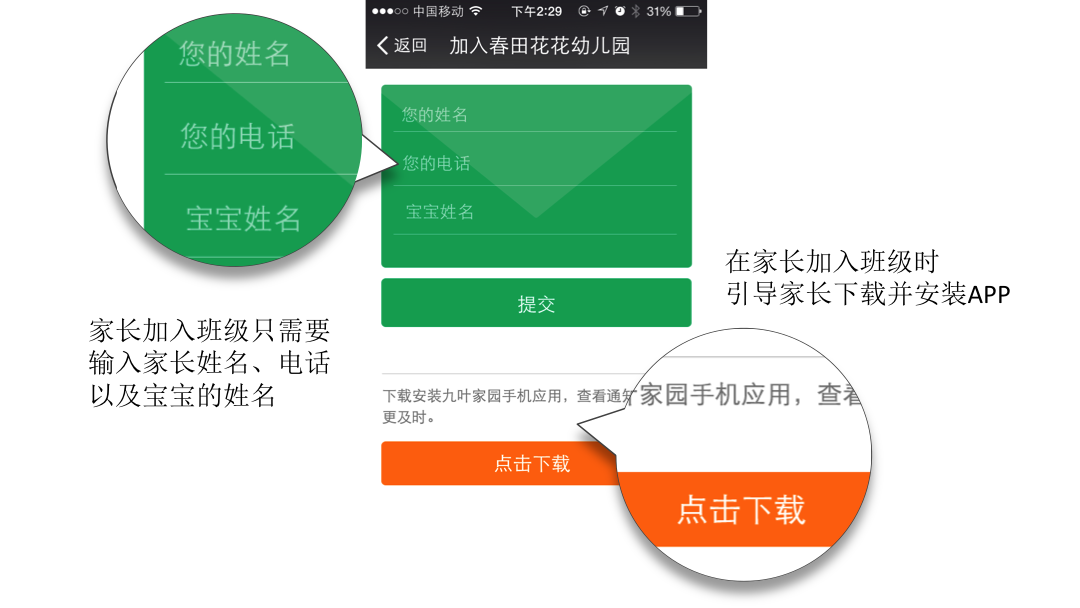 中国移动 下午2:29 31%
返回 加入春田花花幼儿园
您的姓名
您的电话
宝宝姓名
您的姓名
您的电话
宝宝姓名
提交
在家长加入班级时
引导家长下载并安装APP
家长加入班级只需要
输入家长姓名、电话
以及宝宝的姓名
下载安装九叶家园手机应用，查看通知
更及时。
点击下载
家园手机应用，查看
点击下载